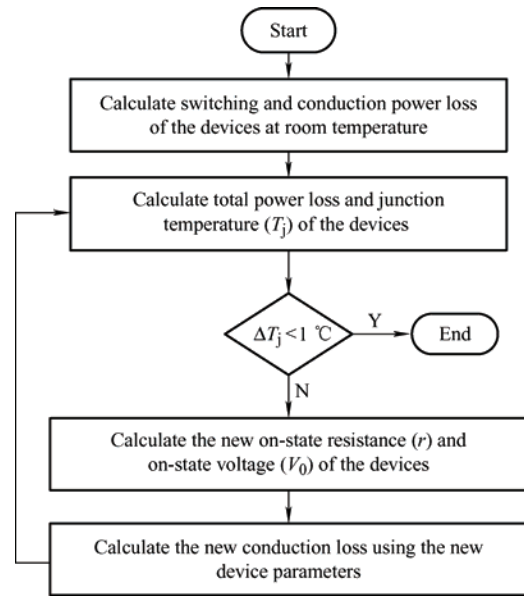 Start
Calculate switching and conduction power loss
of the devices at room temperature
Calculate total power loss and junction
temperature (Tj) of the devices
ΔTj<1 ℃
Y
End
N
Calculate the new on-state resistance (r) and
on-state voltage (V0) of the devices
Calculate the new conduction loss using the new
device parameters